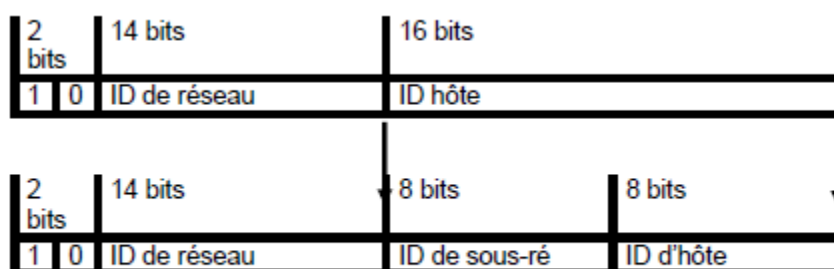 2 bits 14 bits 16 bits
1 0 ID de réseau ID hôte
2 bits 14 bits 8 bits 8 bits
1 0 ID de réseau ID de sous-ré ID d'hôte